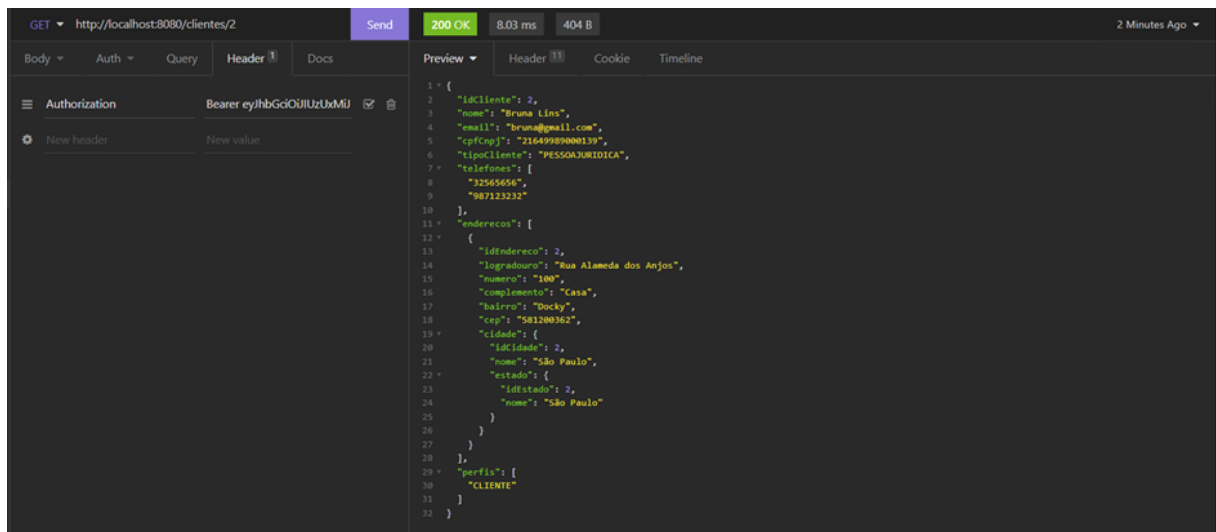 GET http://localhost:8080/clientes/2 Send 200 OK 8.03 ms 404 B 2 Minutes Ago
Body Auth Query Header 1 Docs Preview Header 11 Cookie Timeline
Authorization Bearer eyJhbGciOiJIUzUxMiJ
New header New value
1 {
2 "idCliente": 2,
3 "nome": "Bruna Lins",
4 "email": "bruna@gmail.com",
5 "cpfCnpj": "21649989000139",
6 "tipoCliente": "PESSOAJURIDICA",
7 "telefones": [
8 "32565656",
9 "987123232"
10 ],
11 "enderecos": [
12 {
13 "idEndereco": 2,
14 "logradouro": "Rua Alameda dos Anjos",
15 "numero": "100",
16 "complemento": "Casa",
17 "bairro": "Docky",
18 "cep": "581200362",
19 "cidade": {
20 "idCidade": 2,
21 "nome": "São Paulo",
22 "estado": {
23 "idEstado": 2,
24 "nome": "São Paulo"
25 }
26 }
27 }
28 ],
29 "perfis": [
30 "CLIENTE"
31 ]
32 }